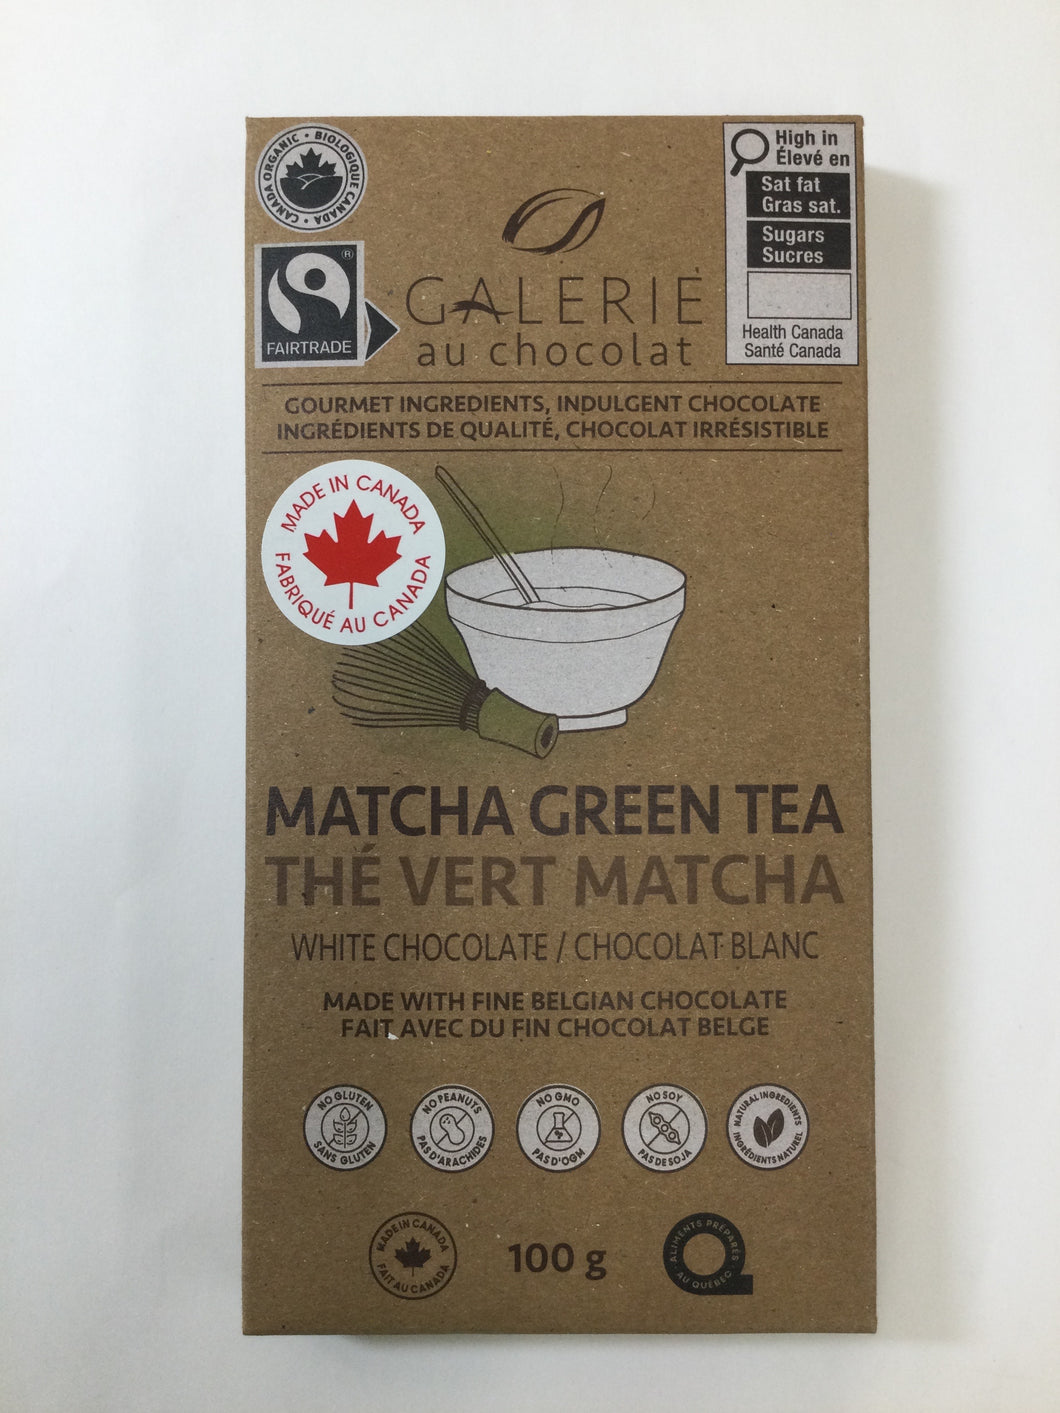 CANADA ORGANIC • BIOLOGIQUE CANADA •
High in
Élevé en
Sat fat
Gras sat.
Sugars
Sucres
Health Canada
Santé Canada
®
FAIRTRADE
GALERIE
au chocolat
GOURMET INGREDIENTS, INDULGENT CHOCOLATE
INGRÉDIENTS DE QUALITÉ, CHOCOLAT IRRÉSISTIBLE
MADE IN CANADA
FABRIQUÉ AU CANADA
MATCHA GREEN TEA
THÉ VERT MATCHA
WHITE CHOCOLATE / CHOCOLAT BLANC
MADE WITH FINE BELGIAN CHOCOLATE
FAIT AVEC DU FIN CHOCOLAT BELGE
NO GLUTEN
SANS GLUTEN
NO PEANUTS
PAS D'ARACHIDES
NO GMO
PAS D'OGM
NO SOY
PAS DE SOJA
NATURAL INGREDIENTS
INGRÉDIENTS NATUREL
MADE IN CANADA
FAIT AU CANADA
100 g
ALIMENTS PRÉPARÉS
AU QUÉBEC